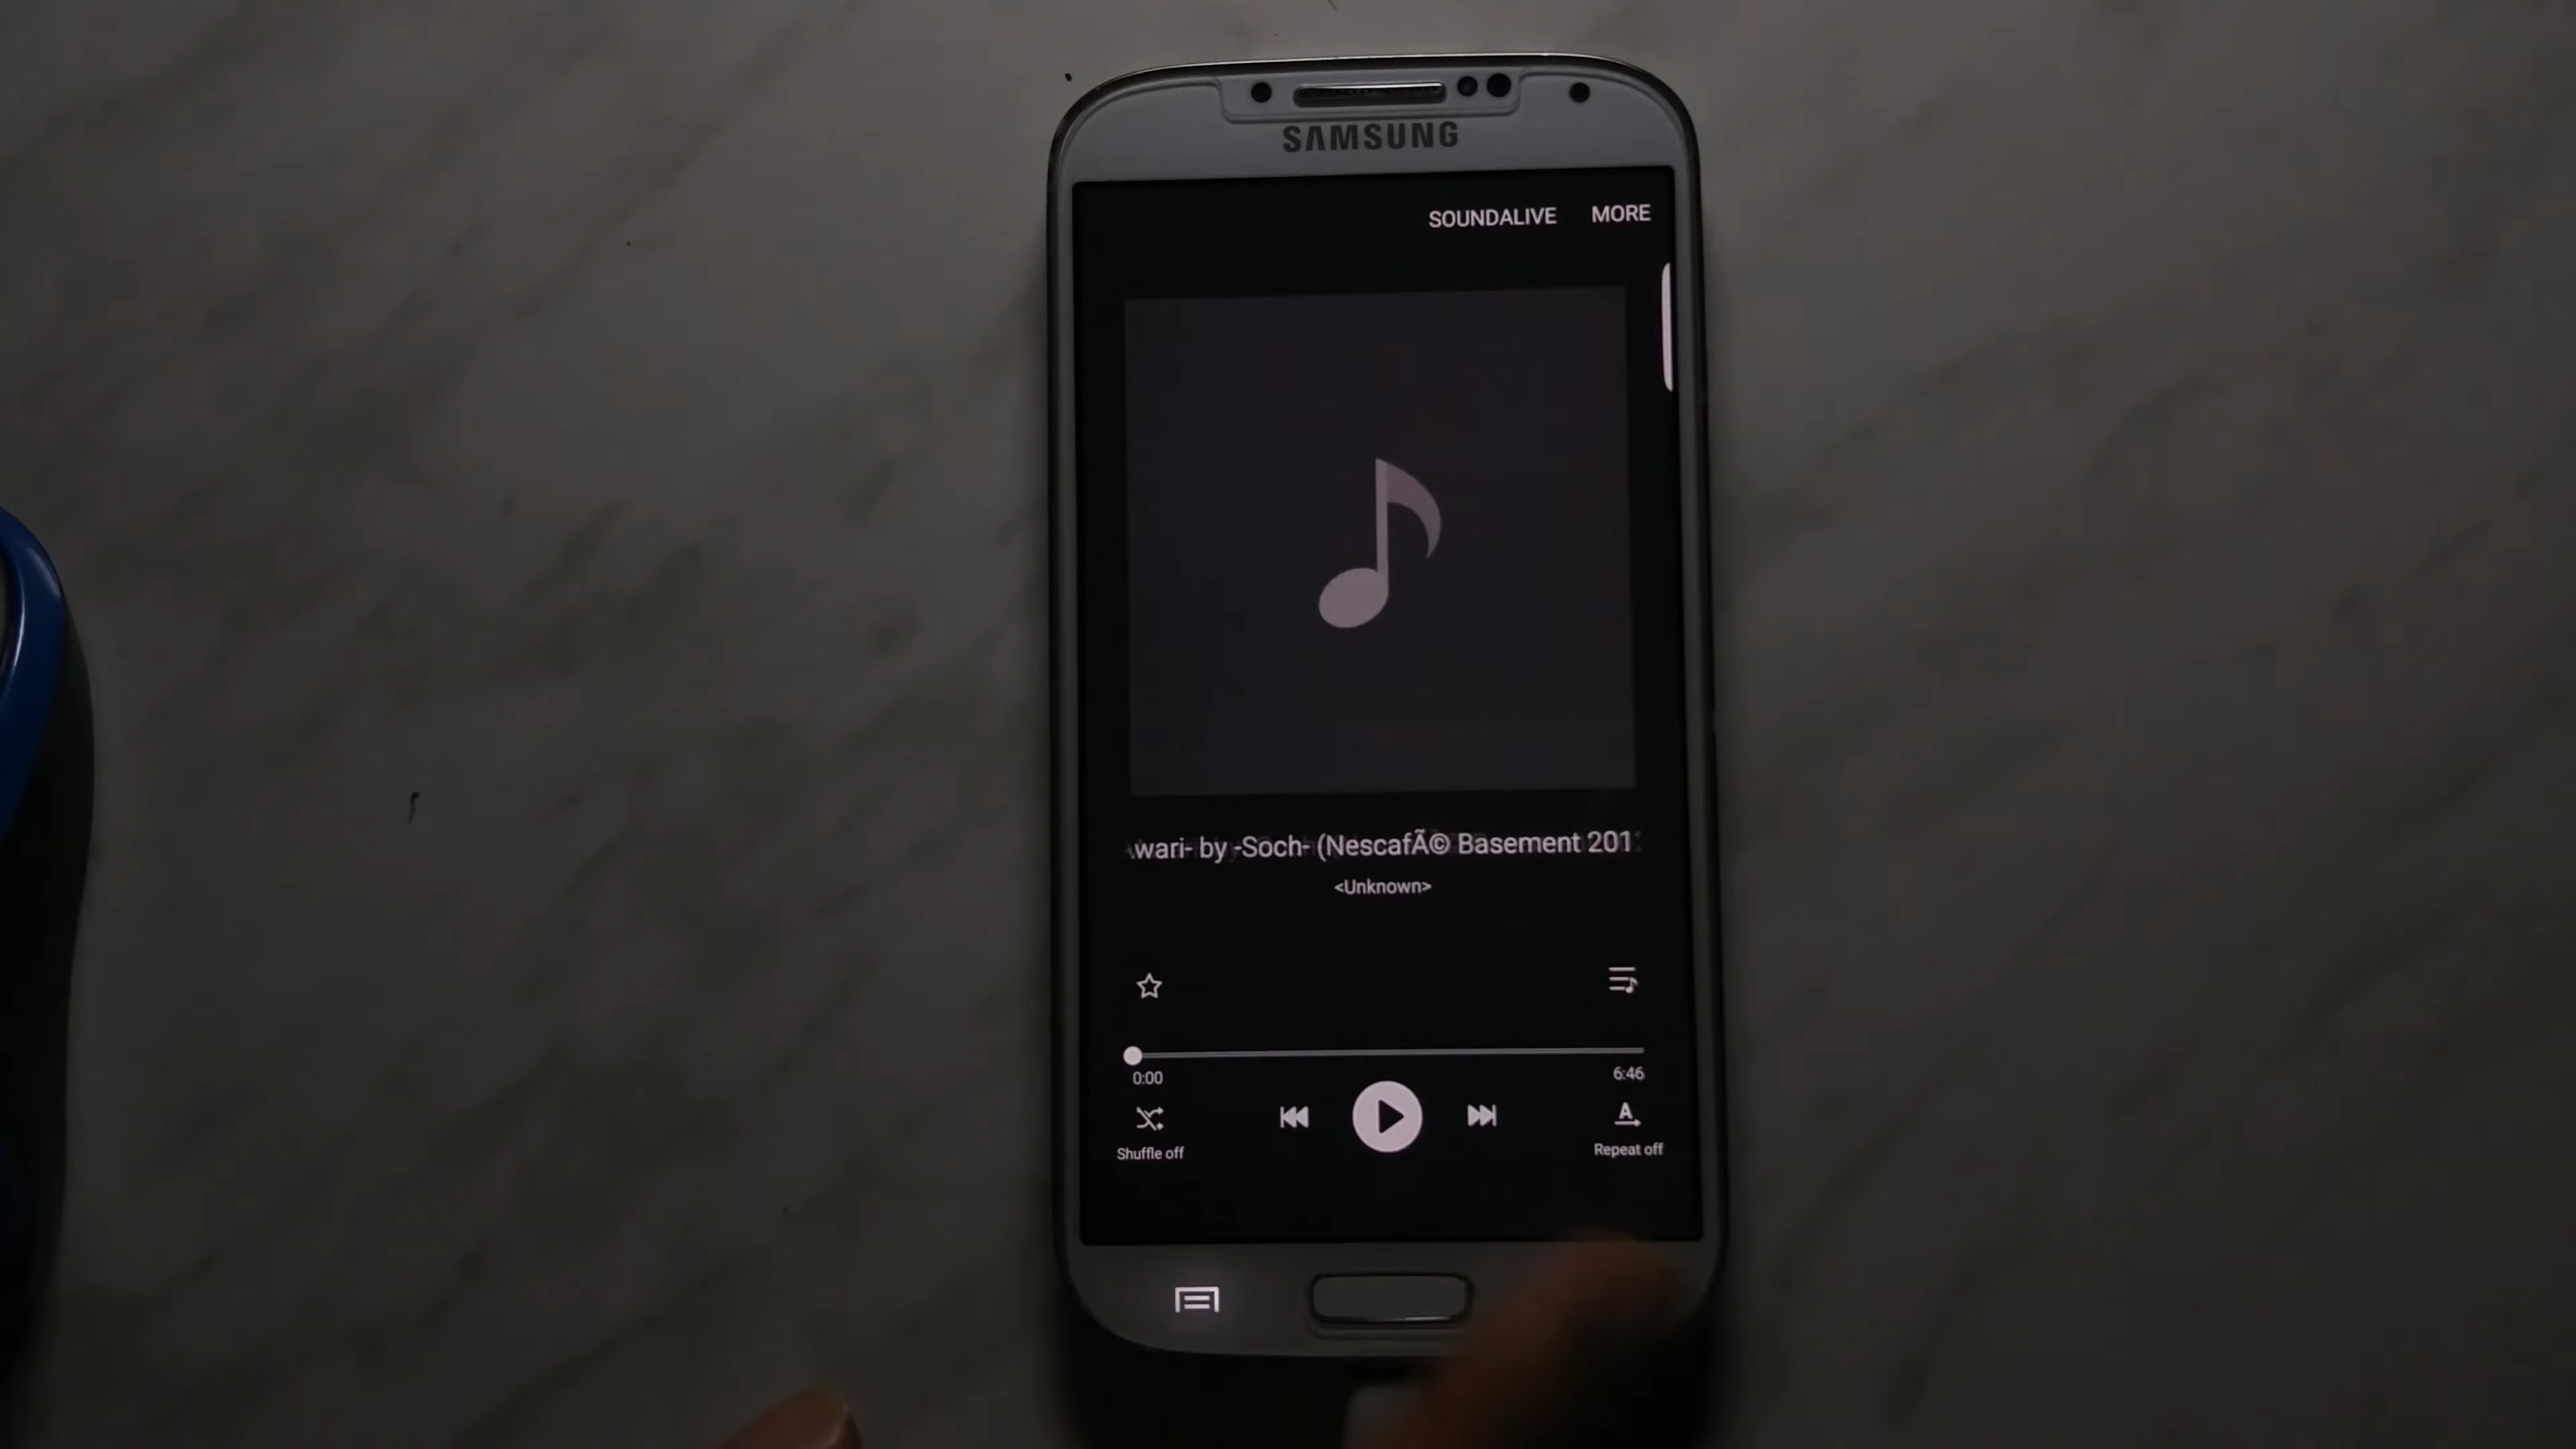 SAMSUNG
SOUNDALIVE MORE
wari- by -Soch- (NescafÃ© Basement 201
<Unknown>
0:00 6:46
A
Shuffle off Repeat off